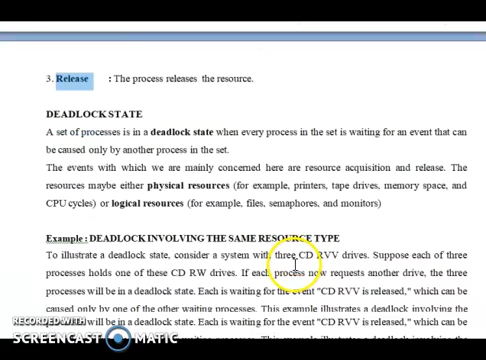 3. Release : The process releases the resource.
DEADLOCK STATE
A set of processes is in a deadlock state when every process in the set is waiting for an event that can
be caused only by another process in the set.
The events with which we are mainly concerned here are resource acquisition and release. The
resources maybe either physical resources (for example, printers, tape drives, memory space, and
CPU cycles) or logical resources (for example, files, semaphores, and monitors)
Example : DEADLOCK INVOLVING THE SAME RESOURCE TYPE
To illustrate a deadlock state, consider a system with three CD RVV drives. Suppose each of three
processes holds one of these CD RW drives. If each process now requests another drive, the three
processes will be in a deadlock state. Each is waiting for the event "CD RVV is released," which can be
caused only by one of the other waiting processes. This example illustrates a deadlock involving the
will be in a deadlock state. Each is waiting for the event "CD RVV is released," which can be
RECORDED WITH
SCREENCAST MATIC